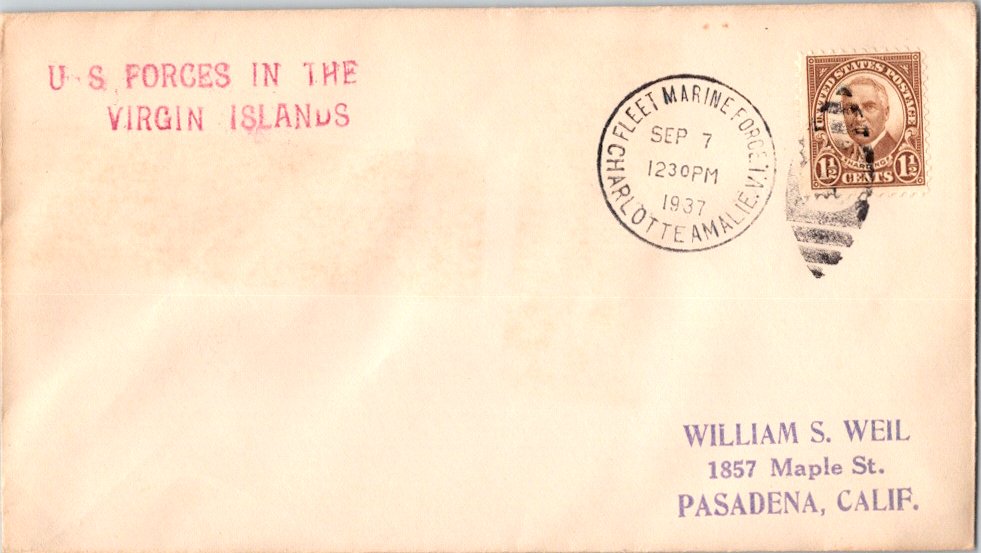 U S FORCES IN THE
VIRGIN ISLANDS
FLEET MARINE FORCE
SEP 7
1230PM
1937
CHARLOTTE AMALIE. V.I.
UNITED STATES POSTAGE
HARDING
1½ CENTS 1½
WILLIAM S. WEIL
1857 Maple St.
PASADENA, CALIF.